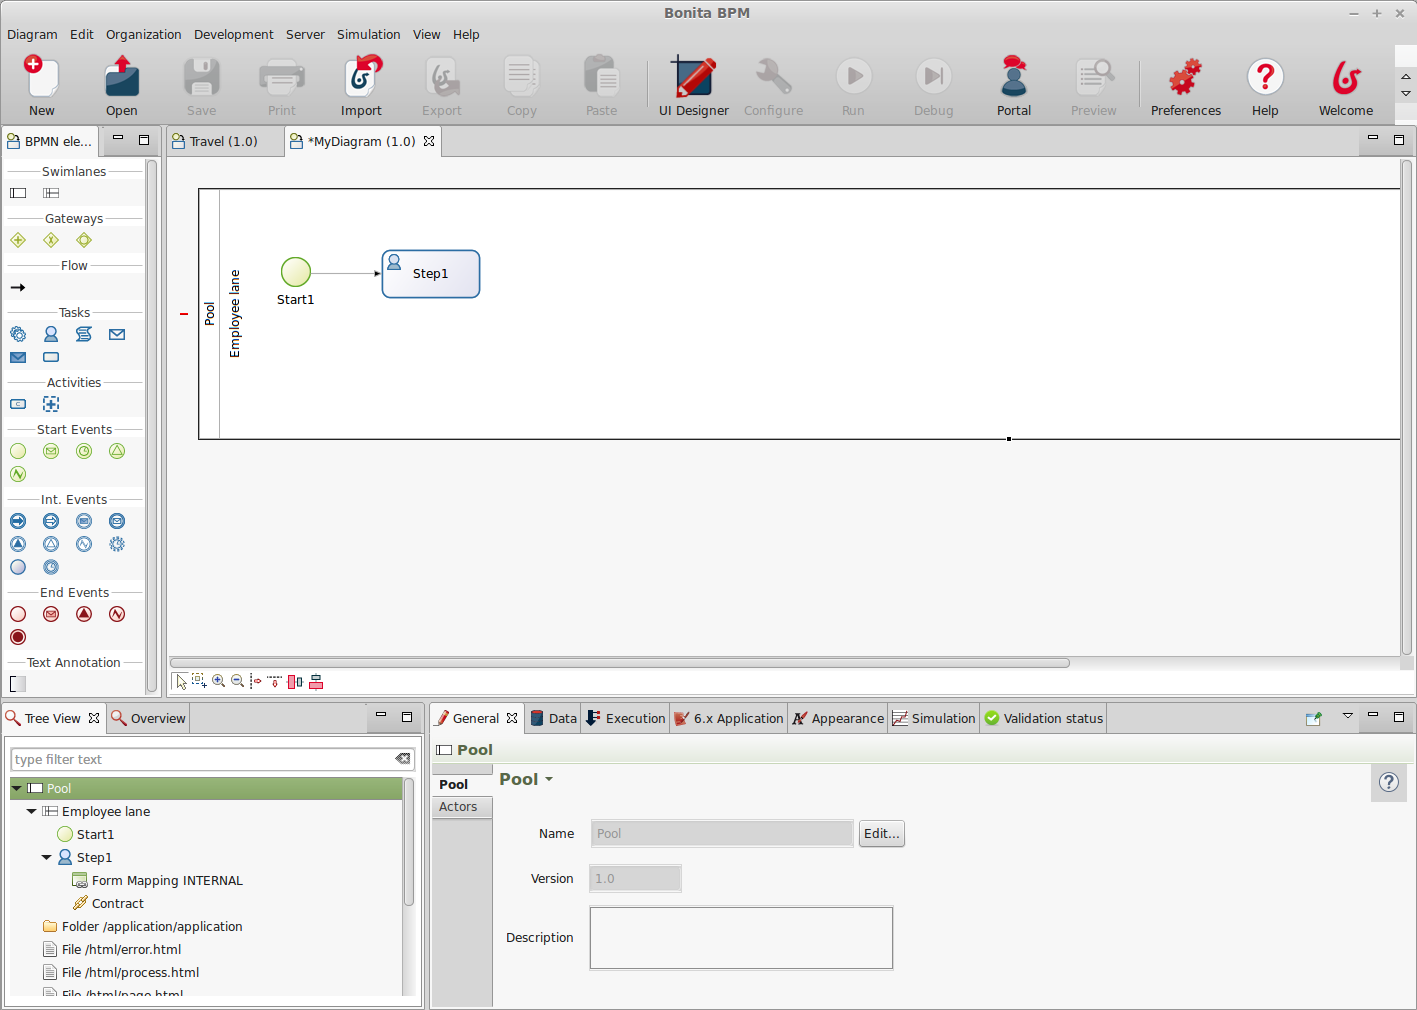 Bonita BPM
Diagram Edit Organization Development Server Simulation View Help
New Open Save Print Import Export Copy Paste UI Designer Configure Run Debug Portal Preview Preferences Help Welcome
BPMN ele...
Travel (1.0)
*MyDiagram (1.0)
Swimlanes
Gateways
Flow
Tasks
Activities
Start Events
Int. Events
End Events
Text Annotation
Pool
Employee lane
Start1
Step1
Tree View
Overview
type filter text
Pool
Employee lane
Start1
Step1
Form Mapping INTERNAL
Contract
Folder /application/application
File /html/error.html
File /html/process.html
File /html/page.html
General Data Execution 6.x Application Appearance Simulation Validation status
Pool
Pool
Actors
Pool
Name Pool Edit...
Version 1.0
Description